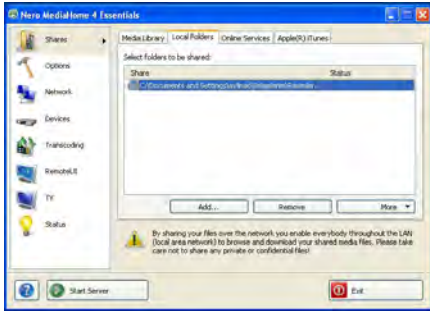 Nero MediaHome 4 Essentials
Shares
Options
Network
Devices
Transcoding
RemoteUI
TV
Status
Media Library Local Folders Online Services Apple(R) iTunes
Select folders to be shared:
Share Status
C:\Documents and Settings
Add... Remove More
By sharing your files over the network you enable everybody throughout the LAN
(local area network) to browse and download your shared media files. Please take
care not to share any private or confidential files!
Start Server Exit